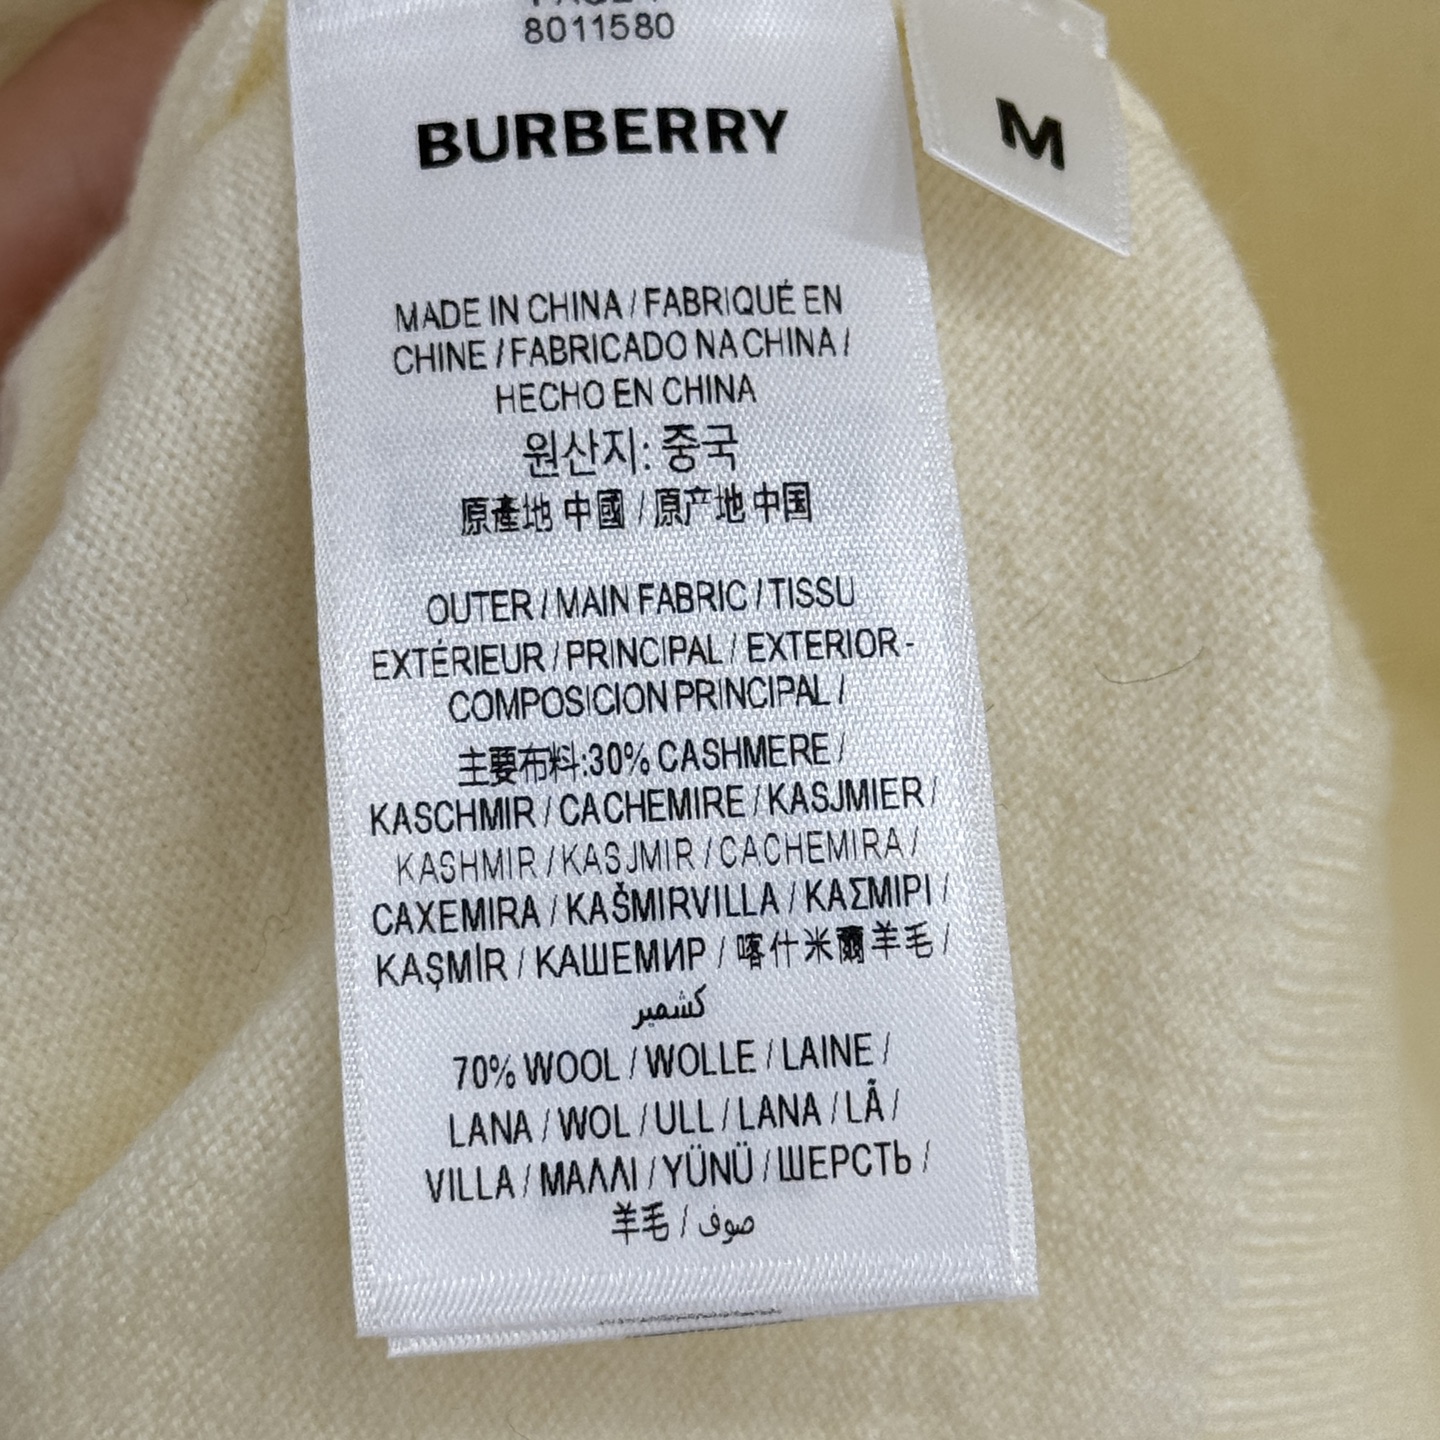 8011580
BURBERRY
M
MADE IN CHINA / FABRIQUÉ EN
CHINE / FABRICADO NA CHINA /
HECHO EN CHINA
원산지: 중국
原產地 中國 / 原产地 中国
OUTER / MAIN FABRIC / TISSU
EXTÉRIEUR / PRINCIPAL / EXTERIOR -
COMPOSICION PRINCIPAL /
主要布料:30% CASHMERE /
KASCHMIR / CACHEMIRE / KASJMIER /
KASHMIR / KASJMIR / CACHEMIRA /
CAXEMIRA / KAŠMIRVILLA / ΚΑΣΜΙΡΙ /
KAŞMİR / КАШЕМИР / 喀什米爾羊毛 /
كشمير
70% WOOL / WOLLE / LAINE /
LANA / WOL / ULL / LANA / LÃ /
VILLA / ΜΑΛΛΙ / YÜNÜ / ШЕРСТЬ /
羊毛 / صوف